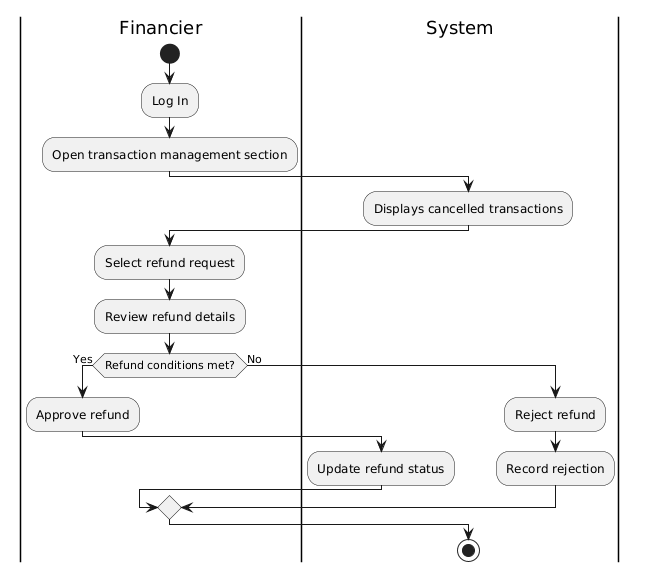 Financier
System
Log In
Open transaction management section
Displays cancelled transactions
Select refund request
Review refund details
Yes
Refund conditions met?
No
Approve refund
Reject refund
Update refund status
Record rejection